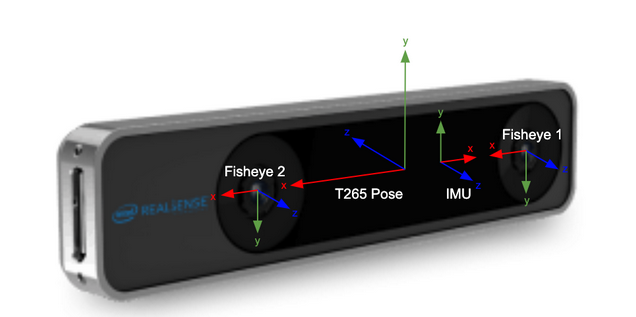 y
z
y
Fisheye 1
x
x
Fisheye 2
x
x
T265 Pose
IMU
z
z
y
z
y
intel
REALSENSE